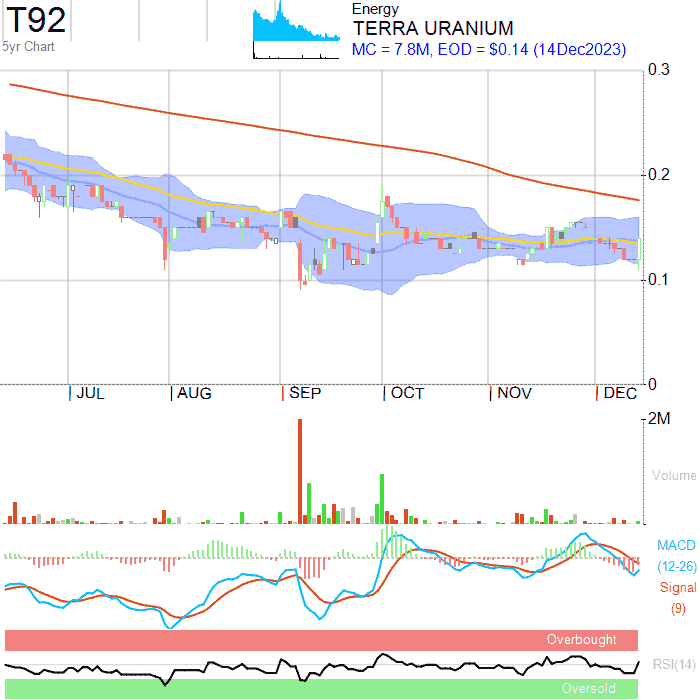 T92
5yr Chart
Energy
TERRA URANIUM
MC = 7.8M, EOD = $0.14 (14Dec2023)
0.3
0.2
0.1
0
JUL AUG SEP OCT NOV DEC
2M
Volume
MACD
(12-26)
Signal
(9)
Overbought
RSI(14)
Oversold